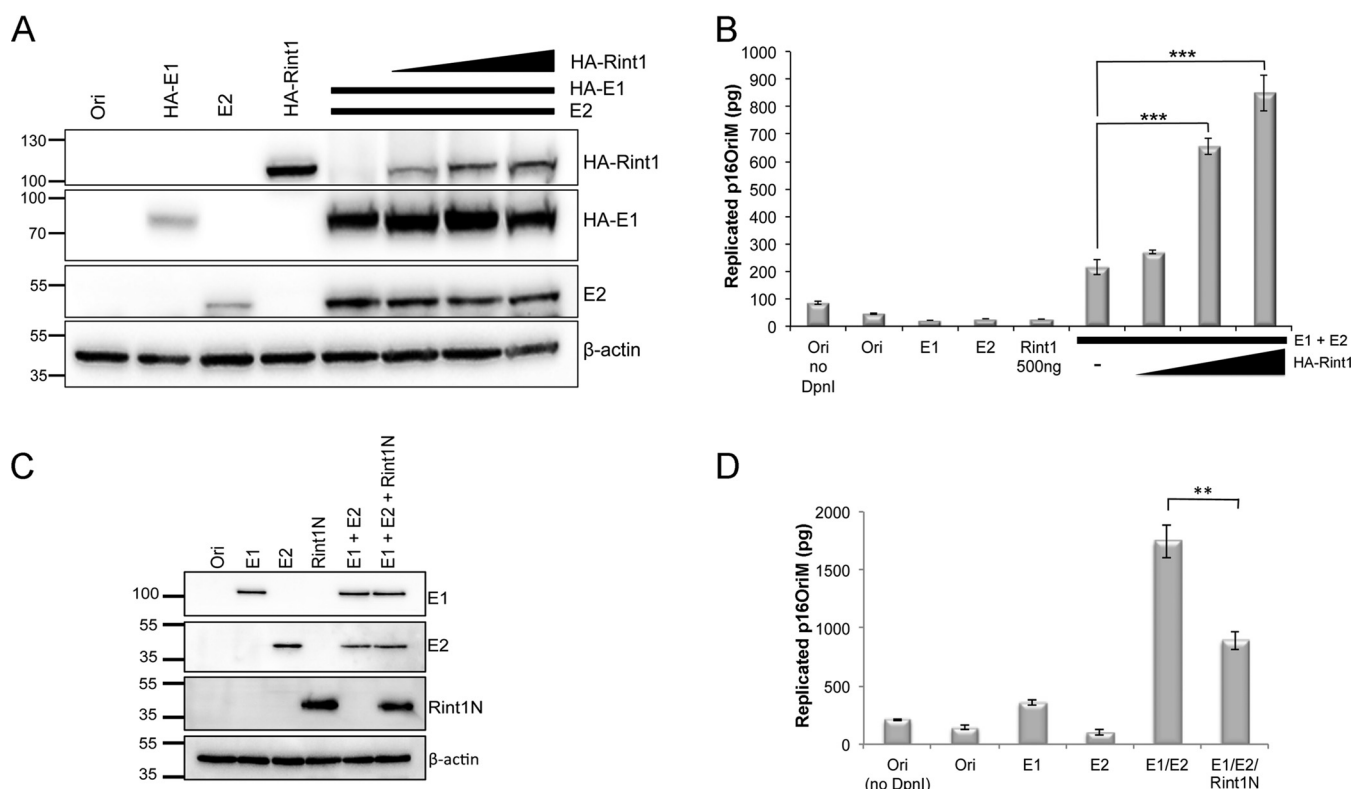 A
Ori
HA-E1
E2
HA-Rint1
HA-Rint1
HA-E1
E2
130
100
HA-Rint1
100
70
HA-E1
55
E2
55
35
β-actin
B
Replicated p16OriM (pg)
1000
900
800
700
600
500
400
300
200
100
0
***
***
Ori
no
DpnI
Ori
E1
E2
Rint1
500ng
-
E1 + E2
HA-Rint1
C
Ori
E1
E2
Rint1N
E1 + E2
E1 + E2 + Rint1N
100
E1
55
35
E2
55
35
Rint1N
55
35
β-actin
D
Replicated p16OriM (pg)
2000
1500
1000
500
0
**
Ori
(no DpnI)
Ori
E1
E2
E1/E2
E1/E2/
Rint1N